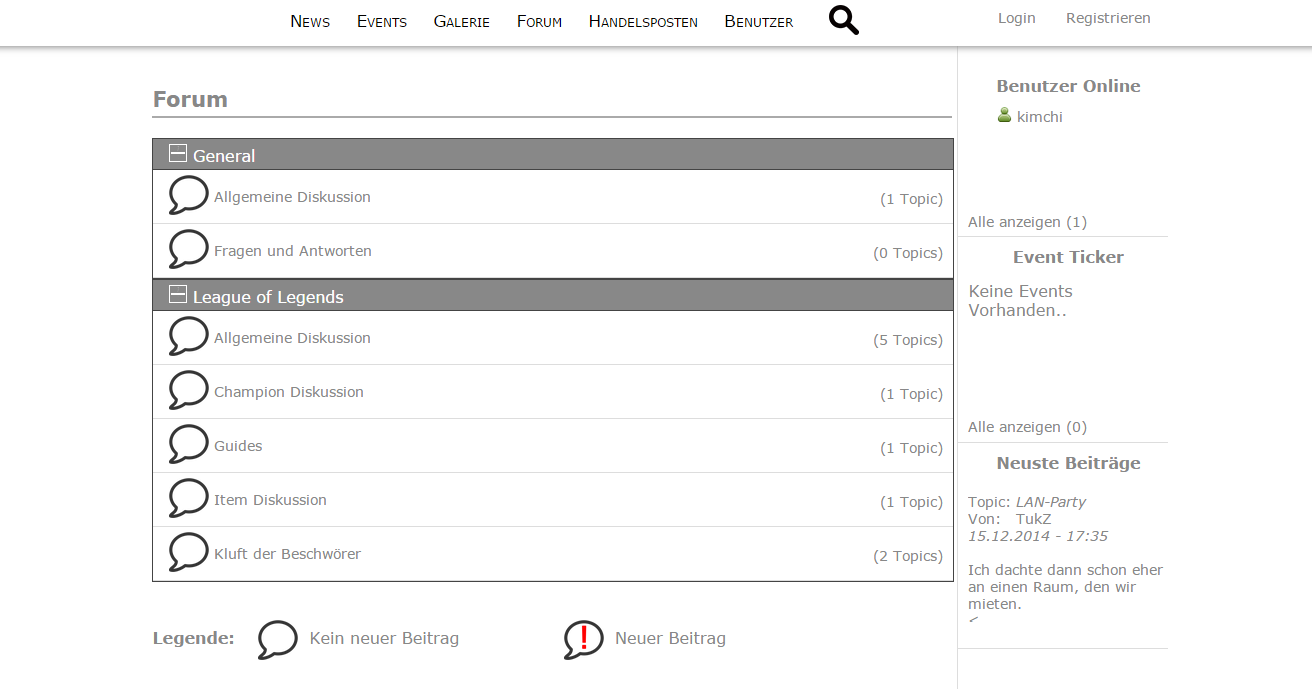 News Events Galerie Forum Handelsposten Benutzer Login Registrieren
Forum
General
Allgemeine Diskussion (1 Topic)
Fragen und Antworten (0 Topics)
League of Legends
Allgemeine Diskussion (5 Topics)
Champion Diskussion (1 Topic)
Guides (1 Topic)
Item Diskussion (1 Topic)
Kluft der Beschwörer (2 Topics)
Legende: Kein neuer Beitrag ! Neuer Beitrag
Benutzer Online
kimchi
Alle anzeigen (1)
Event Ticker
Keine Events
Vorhanden..
Alle anzeigen (0)
Neuste Beiträge
Topic: LAN-Party
Von: TukZ
15.12.2014 - 17:35
Ich dachte dann schon eher
an einen Raum, den wir
mieten.
<